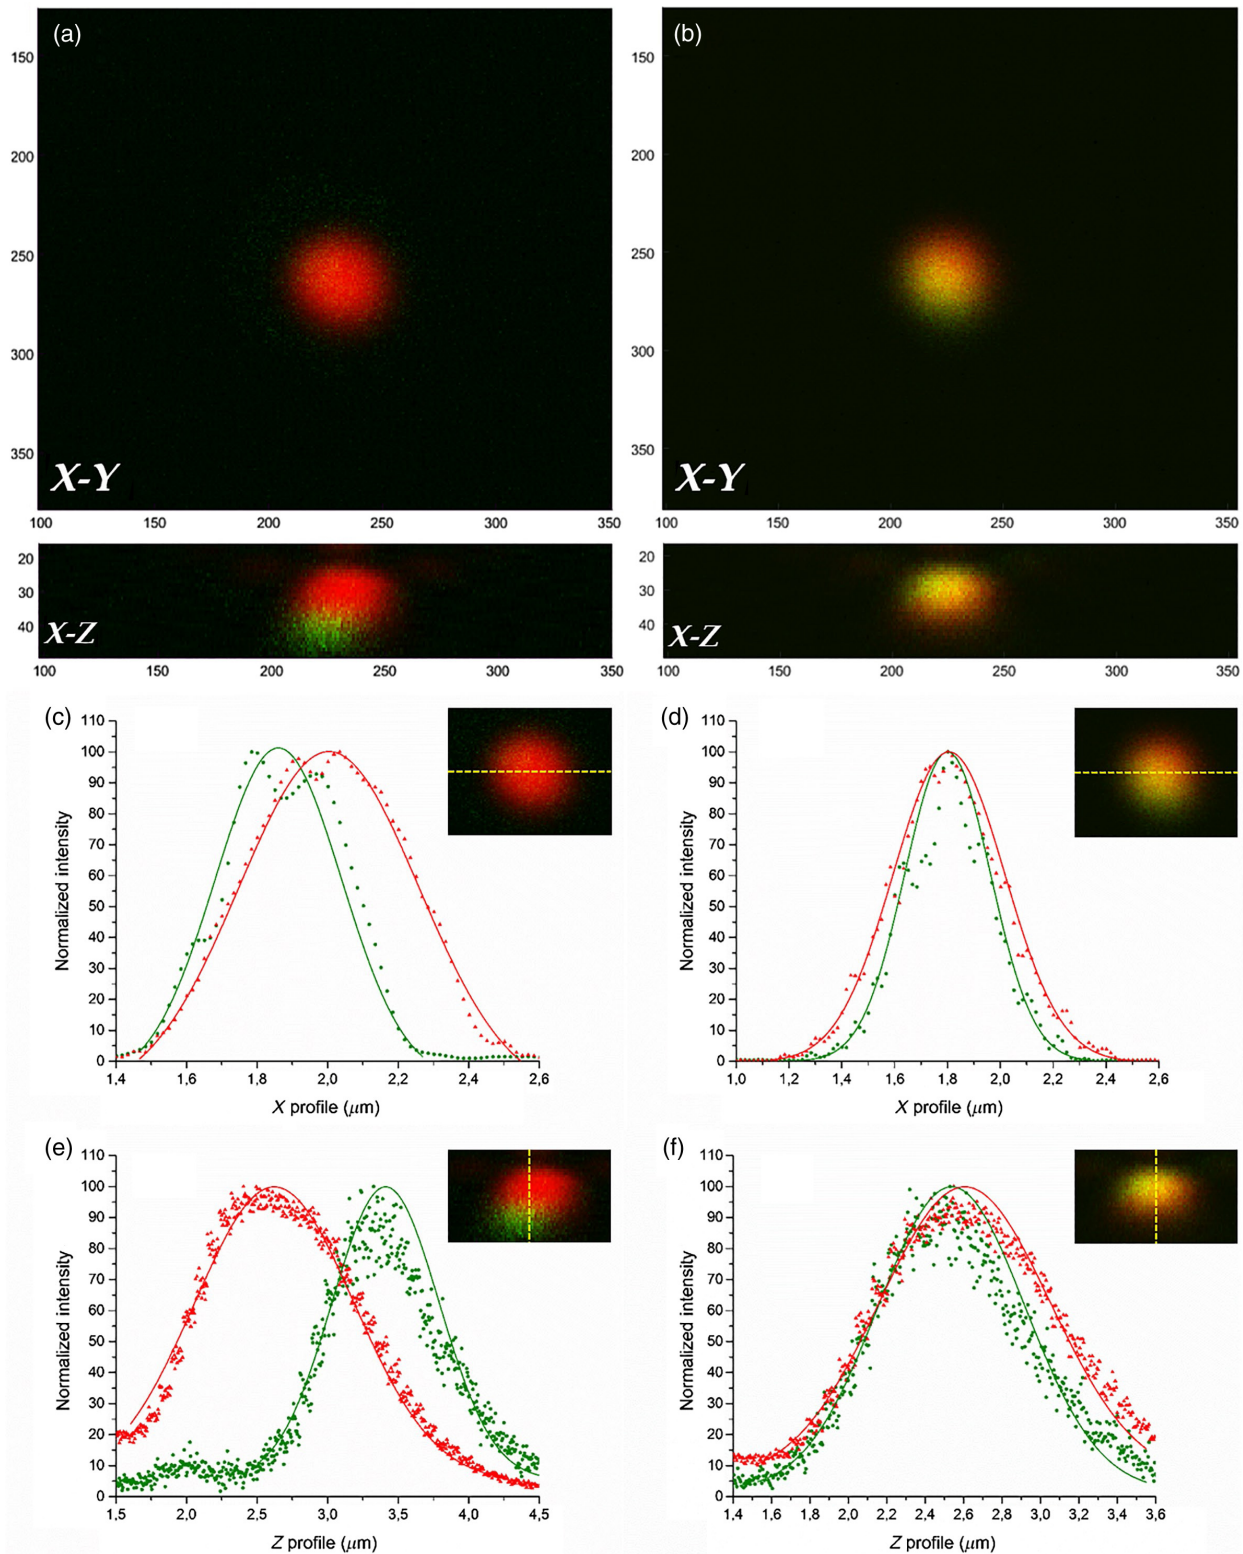 (a)
150
200
250
300
350
X-Y
100 150 200 250 300 350
20
30
40
X-Z
100 150 200 250 300 350
(b)
150
200
250
300
350
X-Y
100 150 200 250 300 350
20
30
40
X-Z
100 150 200 250 300 350
(c)
110
100
90
80
70
60
50
40
30
20
10
0
Normalized intensity
1,4 1,6 1,8 2,0 2,2 2,4 2,6
X profile (μm)
(d)
110
100
90
80
70
60
50
40
30
20
10
0
Normalized intensity
1,0 1,2 1,4 1,6 1,8 2,0 2,2 2,4 2,6
X profile (μm)
(e)
110
100
90
80
70
60
50
40
30
20
10
0
Normalized intensity
1,5 2,0 2,5 3,0 3,5 4,0 4,5
Z profile (μm)
(f)
110
100
90
80
70
60
50
40
30
20
10
0
Normalized intensity
1,4 1,6 1,8 2,0 2,2 2,4 2,6 2,8 3,0 3,2 3,4 3,6
Z profile (μm)